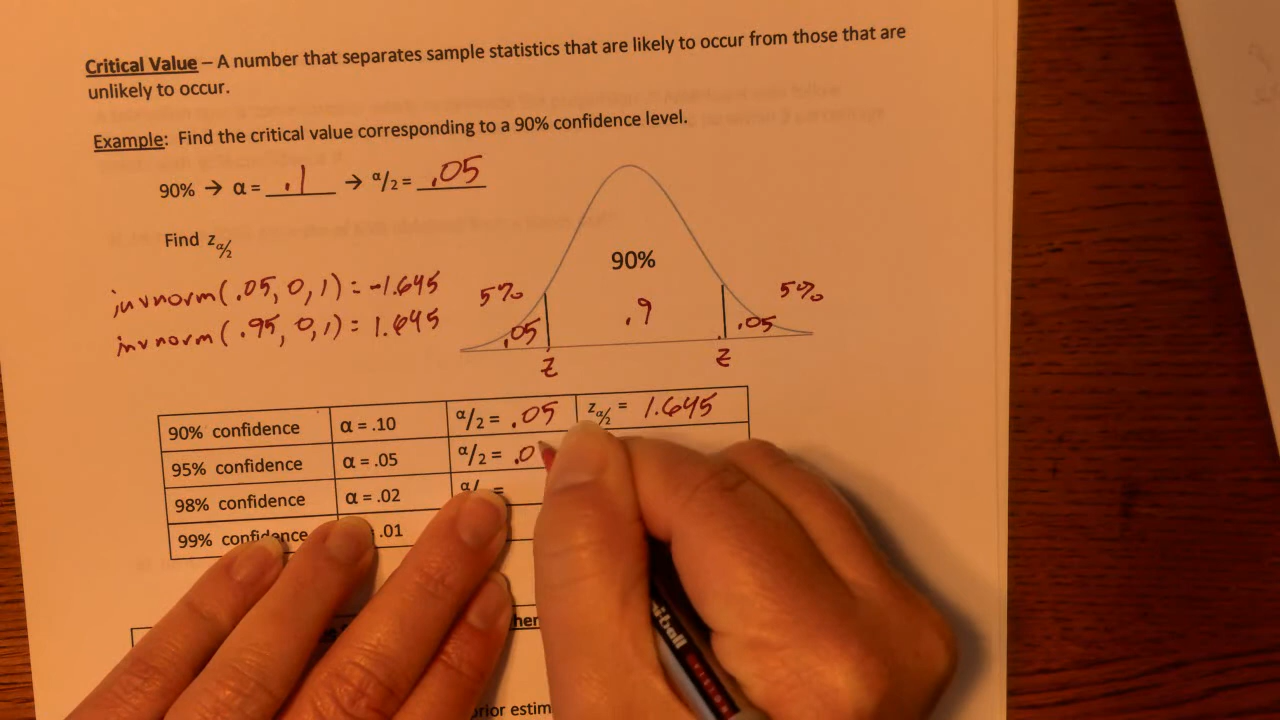 Critical Value – A number that separates sample statistics that are likely to occur from those that are
unlikely to occur.
Example: Find the critical value corresponding to a 90% confidence level.
90% → α = .1 → α/2 = .05
Find zα/2
invnorm(.05, 0, 1) = -1.645
invnorm(.95, 0, 1) = 1.645
5% 90% 5%
.05 .9 .05
z z
90% confidence α = .10 α/2 = .05 zα/2 = 1.645
95% confidence α = .05 α/2 = .0
98% confidence α = .02 α/ =
99% confidence .01
prior estim